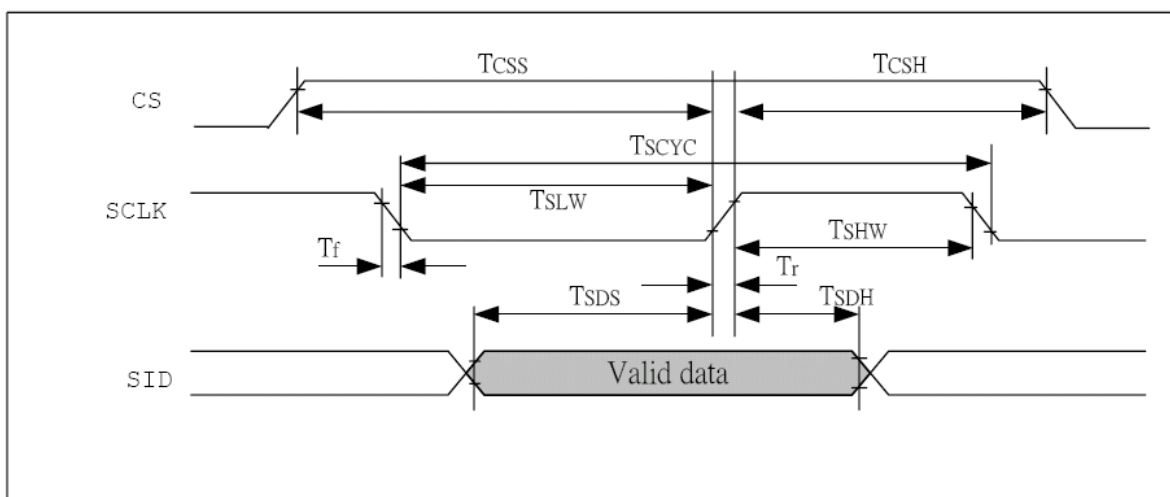 TCSS
TCSH
CS
TSCYC
TSLW
SCLK
TSHW
Tf
Tr
TSDS
TSDH
Valid data
SID